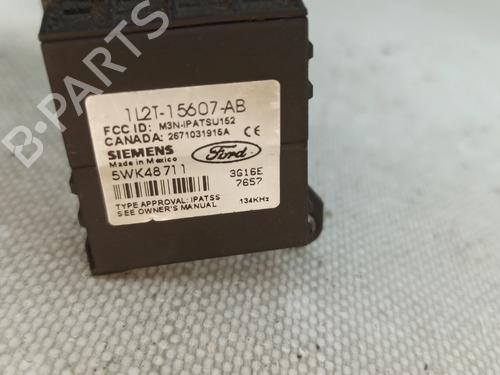 1L2T-15607-AB
FCC ID: M3N-IPATSU152
CANADA: 2671031915A CE
SIEMENS
Made in Mexico
Ford
5WK48711
3G16E
7657
TYPE APPROVAL: IPATSS
SEE OWNER'S MANUAL
134KHz
B-PARTS